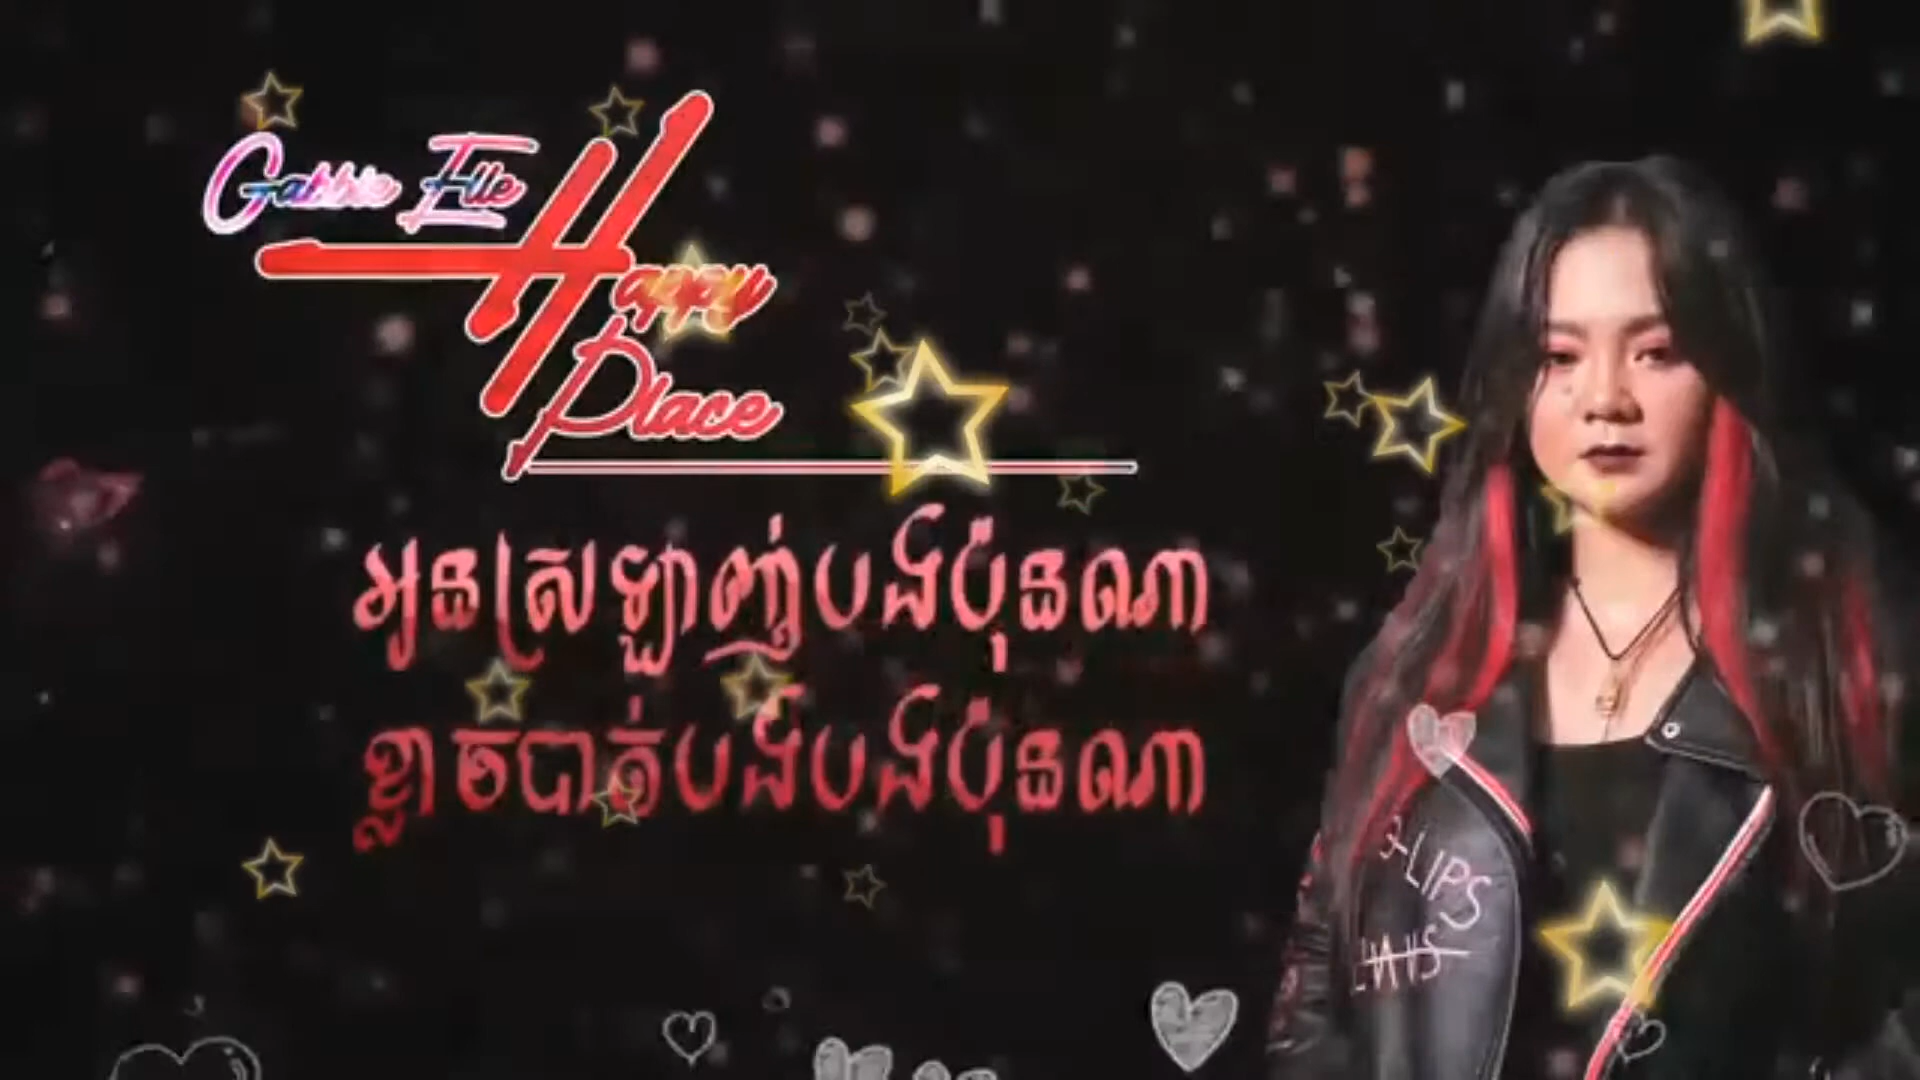 Gabbie Elle
Happy
Place
អូនស្រឡាញ់បងប៉ុនណា
ខ្លាចបាត់បងបងប៉ុនណា
LIPS